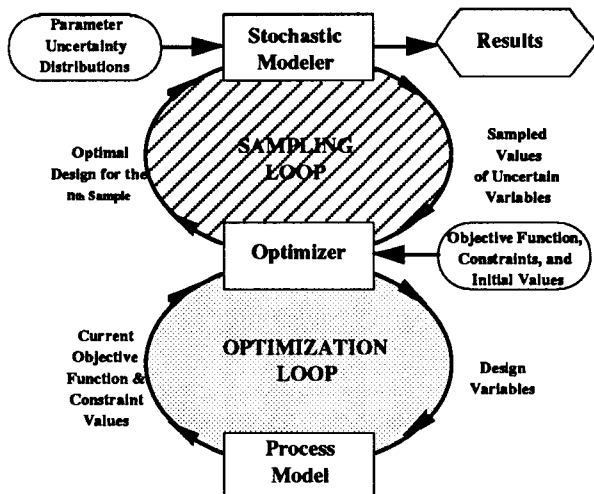 Parameter
Uncertainty
Distributions
Stochastic
Modeler
Results
Optimal
Design for the
nth Sample
SAMPLING
LOOP
Sampled
Values
of Uncertain
Variables
Optimizer
Objective Function,
Constraints, and
Initial Values
Current
Objective
Function &
Constraint
Values
OPTIMIZATION
LOOP
Design
Variables
Process
Model